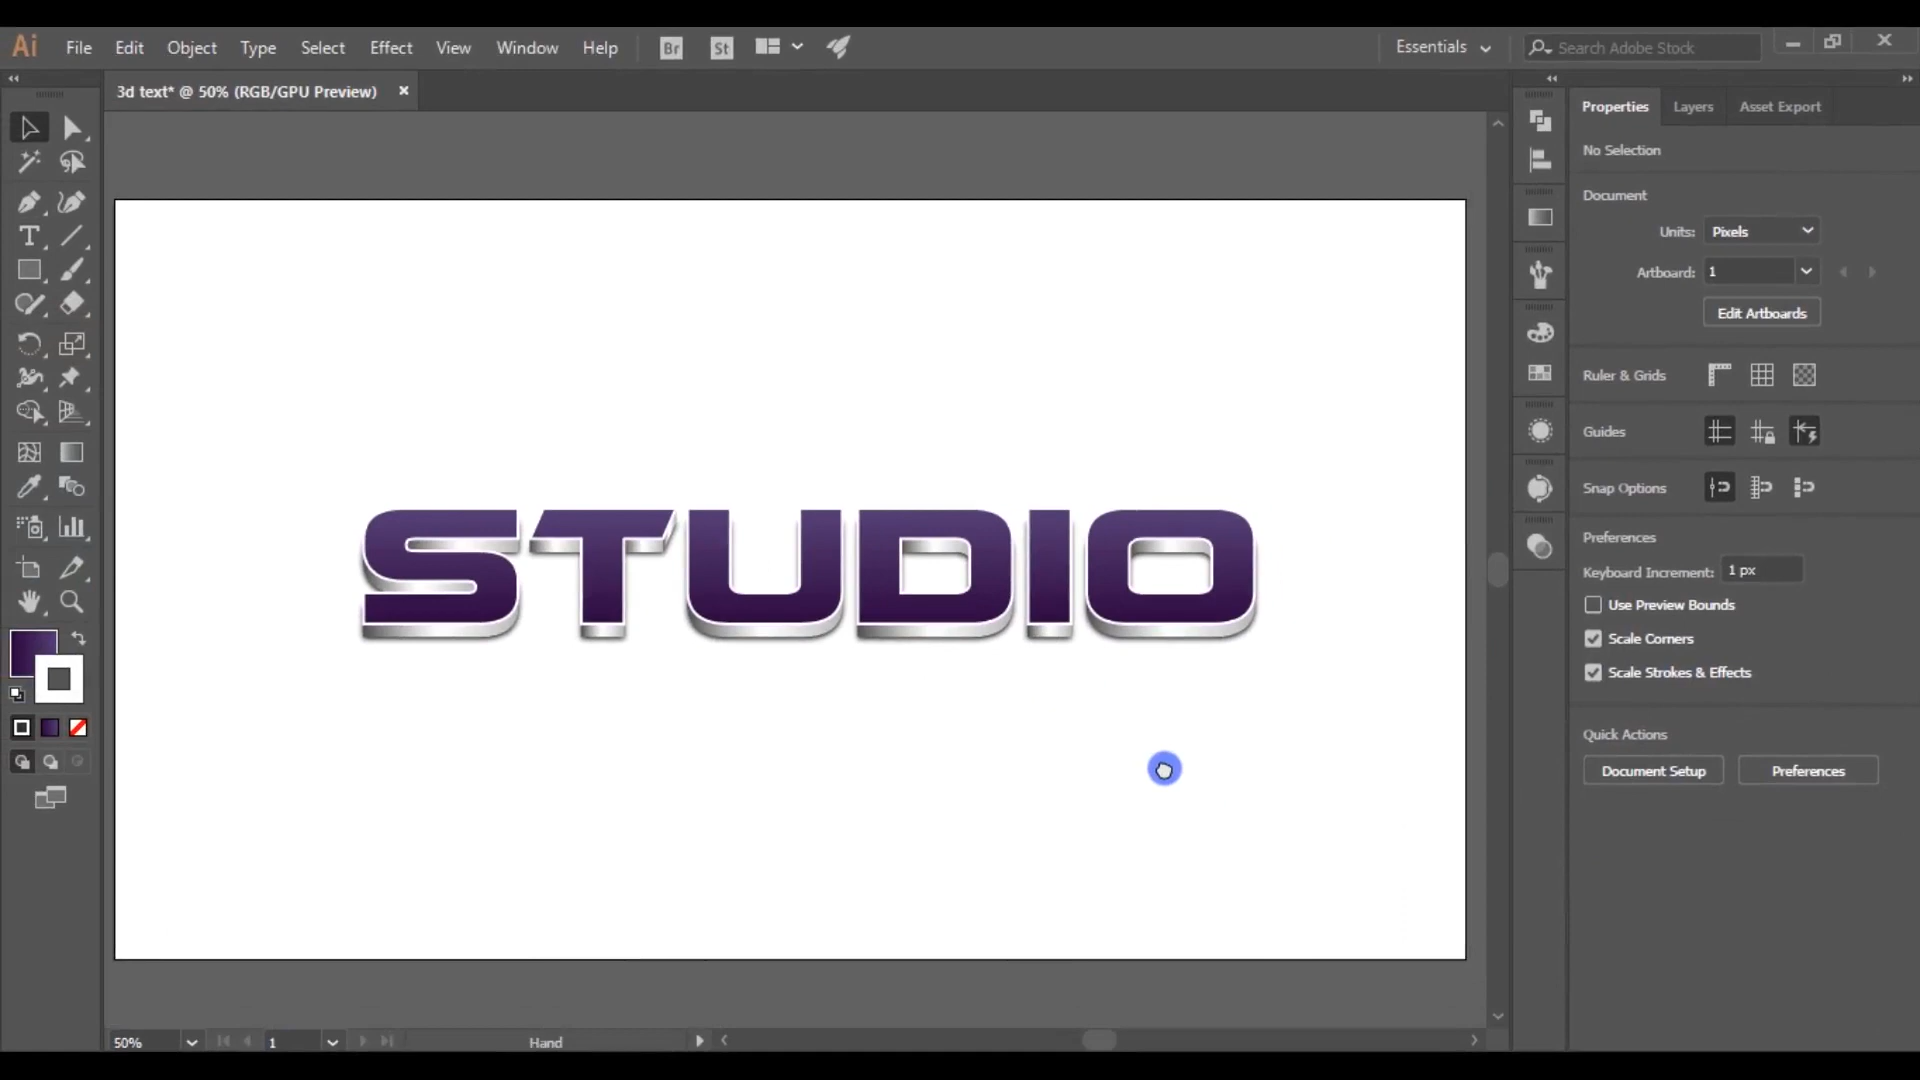 Ai File Edit Object Type Select Effect View Window Help Br St Essentials Search Adobe Stock
3d text* @ 50% (RGB/GPU Preview)
Properties Layers Asset Export
No Selection
Document
Units: Pixels
Artboard: 1
Edit Artboards
Ruler & Grids
Guides
Snap Options
Preferences
Keyboard Increment: 1 px
Use Preview Bounds
Scale Corners
Scale Strokes & Effects
Quick Actions
Document Setup Preferences
STUDIO
50% 1 Hand